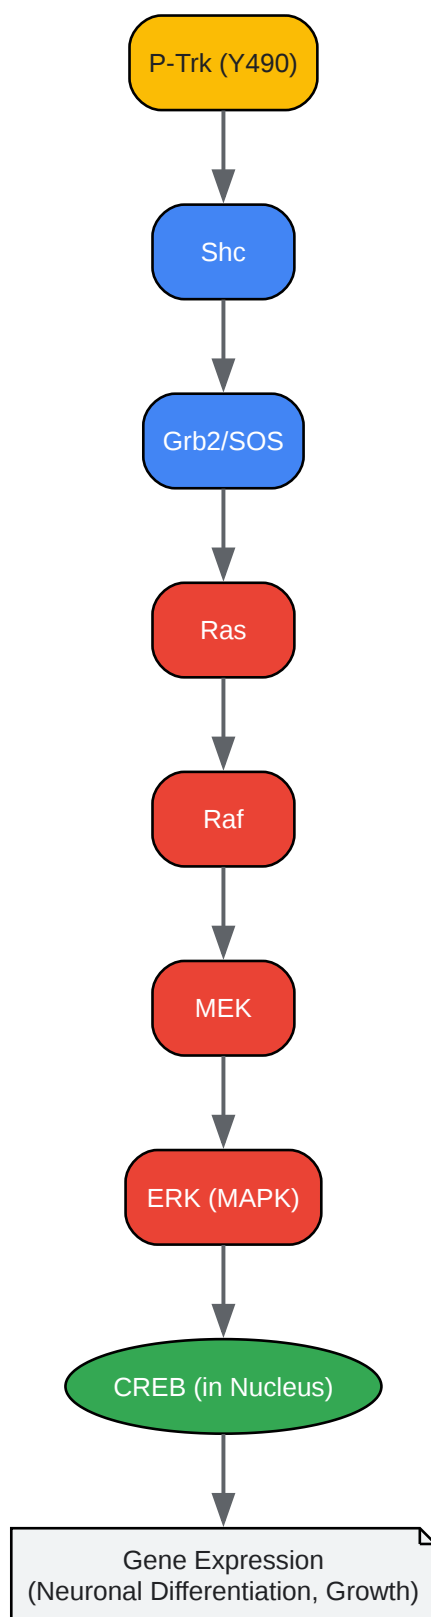 P-Trk (Y490)
Shc
Grb2/SOS
Ras
Raf
MEK
ERK (MAPK)
CREB (in Nucleus)
Gene Expression
(Neuronal Differentiation, Growth)